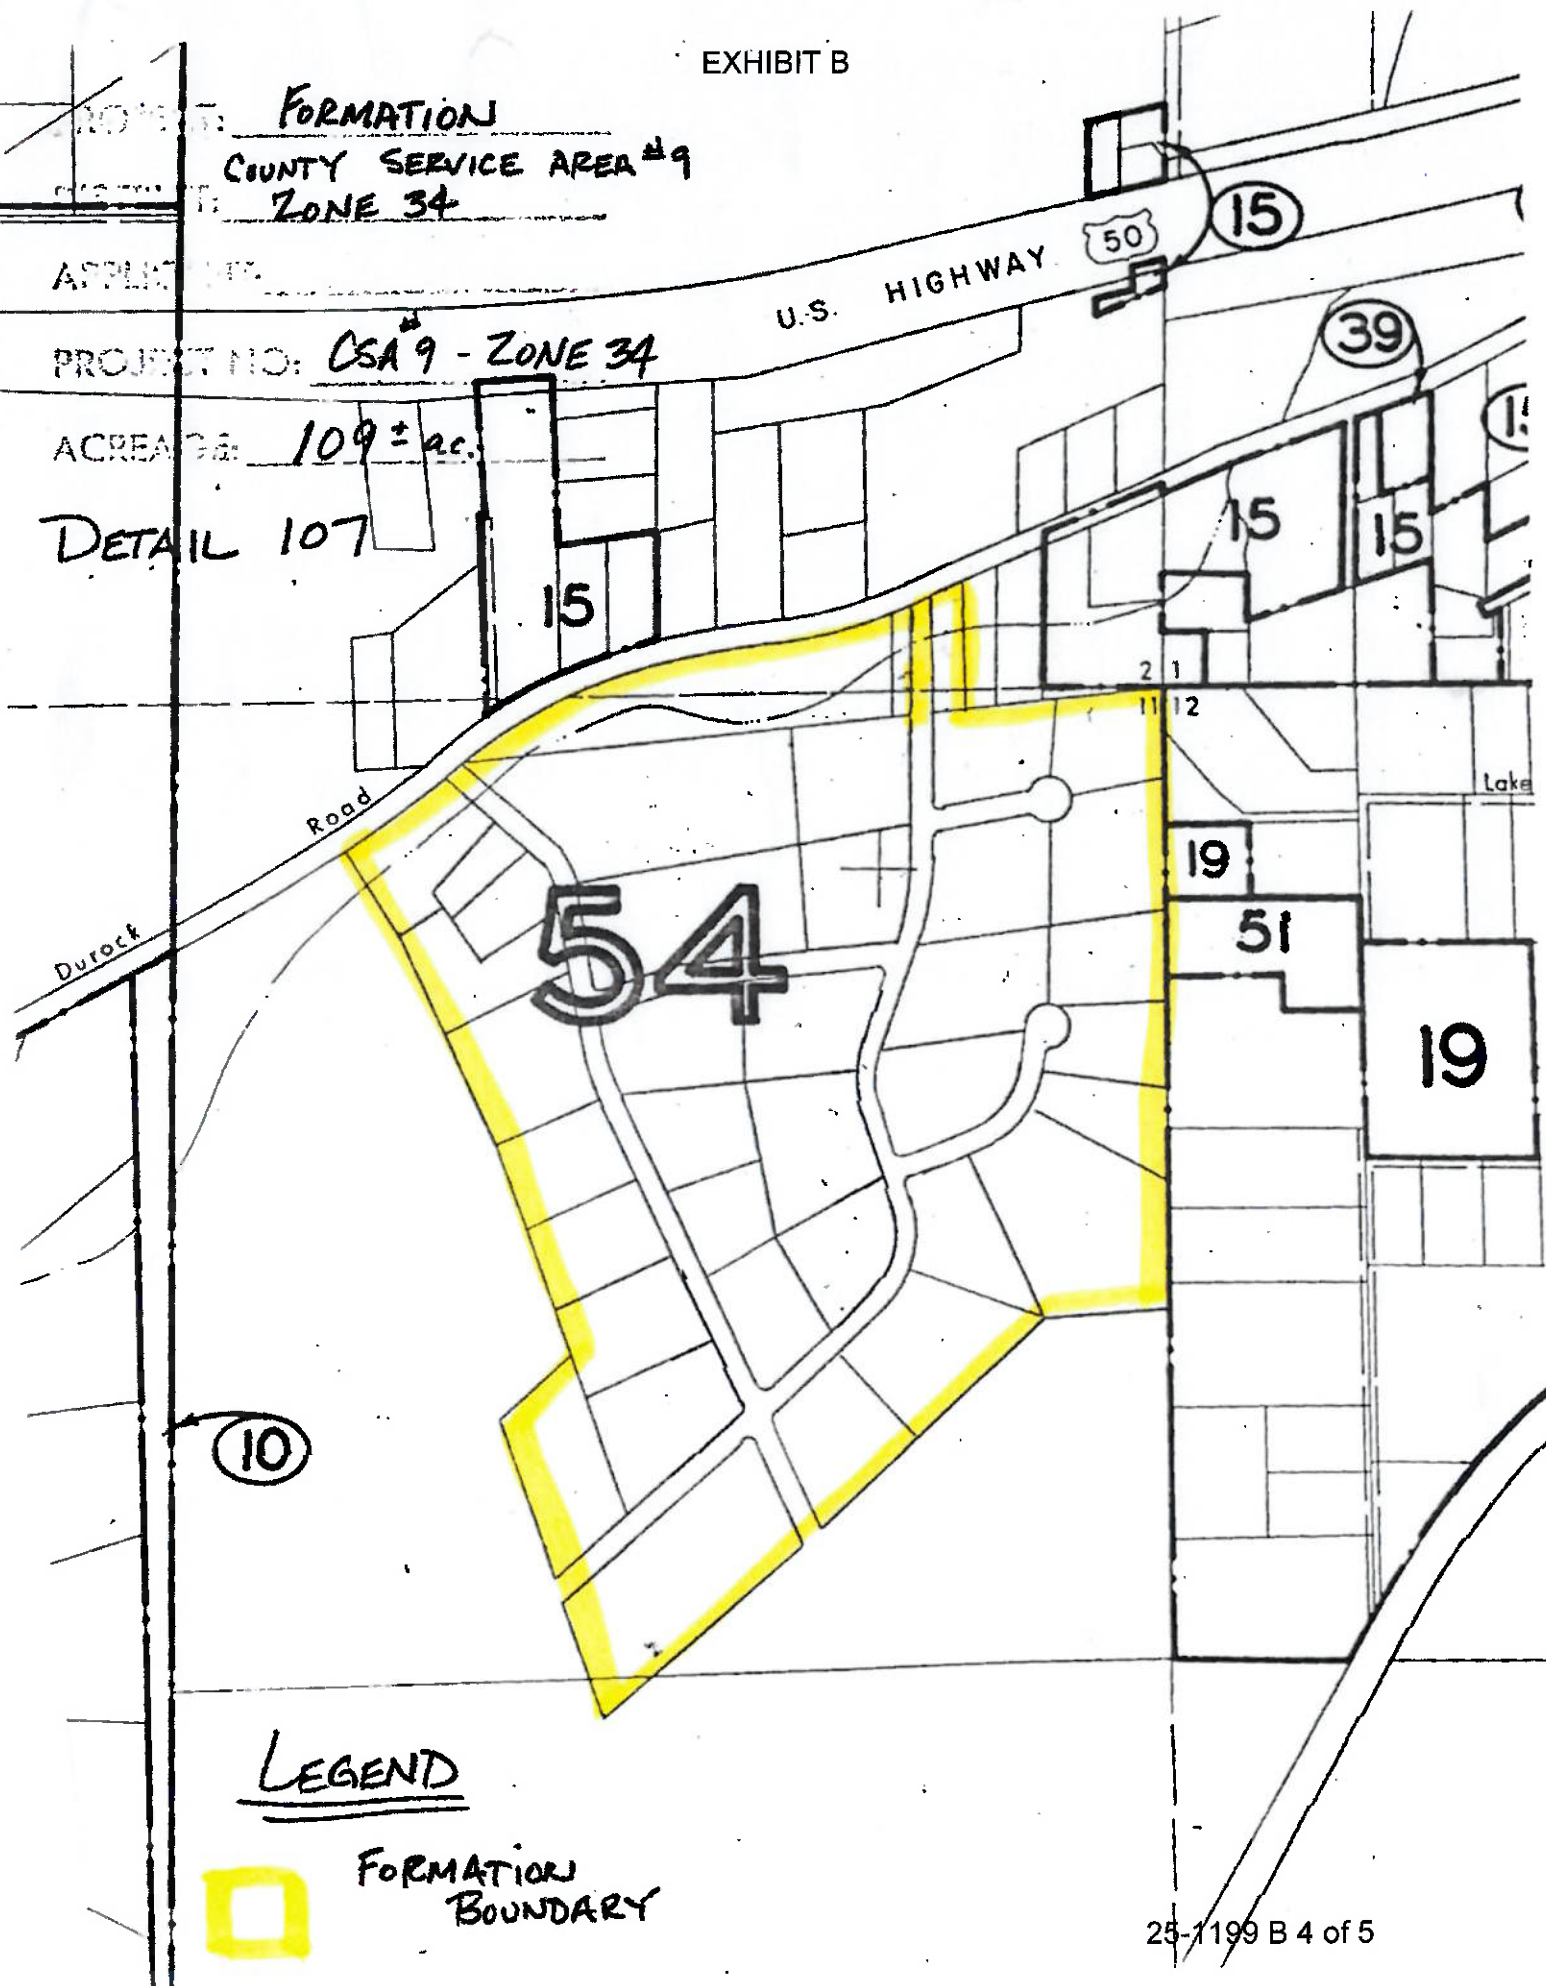 EXHIBIT B
FORMATION
COUNTY SERVICE AREA #9
ZONE 34
PROJECT NO: CSA #9 - ZONE 34
ACREAGE: 109 ± ac.
DETAIL 107
U.S. HIGHWAY 50
15
39
15
15
15
2 1
11 12
Lake
Durock Road
19
54
51
19
10
LEGEND
FORMATION
BOUNDARY
25-1199 B 4 of 5